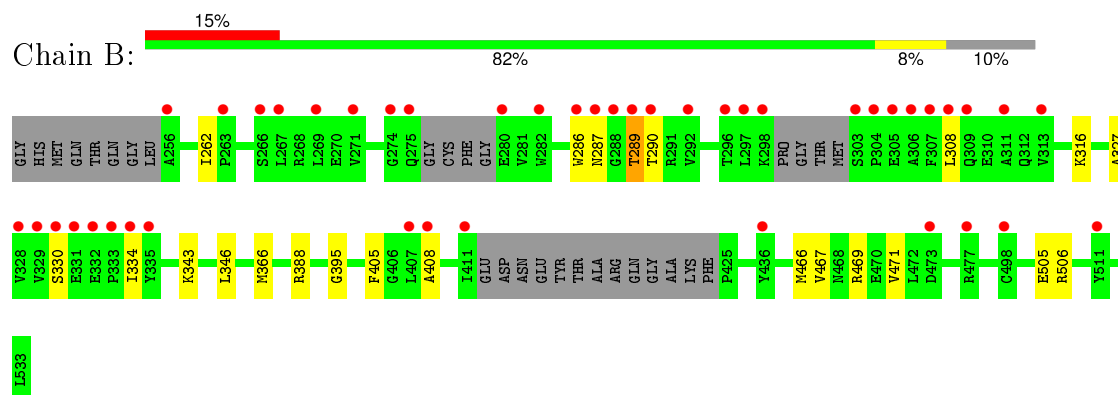 15%
Chain B:
82% 8% 10%
GLY HIS MET GLN THR GLN GLY LEU A256 I262 P263 S266 L267 R268 L269 E270 V271 G274 Q275 GLY CYS PHE GLY E280 V281 W282 W286 N287 G288 T289 T290 R291 V292 T296 L297 K298 PRO GLY THR MET S303 P304 E305 A306 F307 L308 Q309 E310 A311 Q312 V313 K316 A327
V328 V329 S330 E331 E332 P333 I334 Y335 K343 L346 M366 R388 G395 F405 G406 L407 A408 I411 GLU ASP ASN GLU TYR THR ALA ARG GLN GLY ALA LYS PHE P425 Y436 M466 V467 N468 R469 E470 V471 L472 D473 R477 C498 E505 R506 Y511
L533